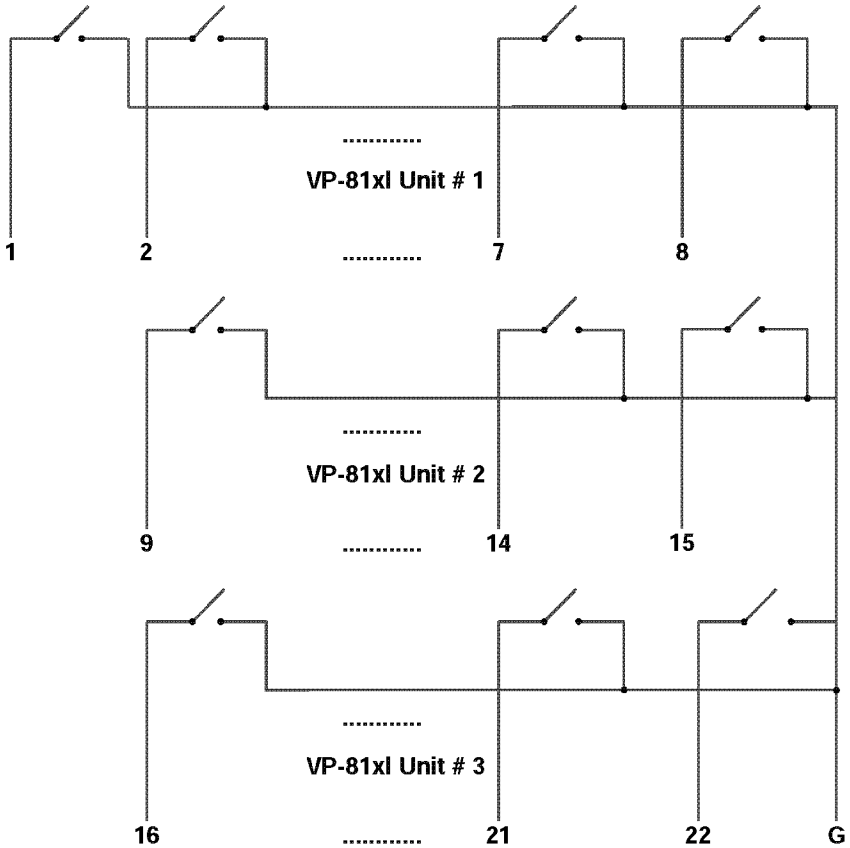 ............
VP-81xl Unit # 1
1 2 ............ 7 8
............
VP-81xl Unit # 2
9 ............ 14 15
............
VP-81xl Unit # 3
16 ............ 21 22 G